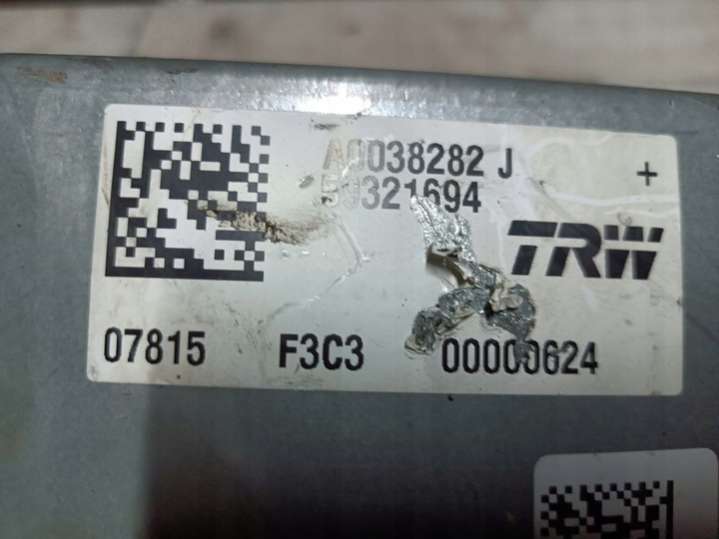 A0038282 J
50321694
+
TRW
07815 F3C3 00000624